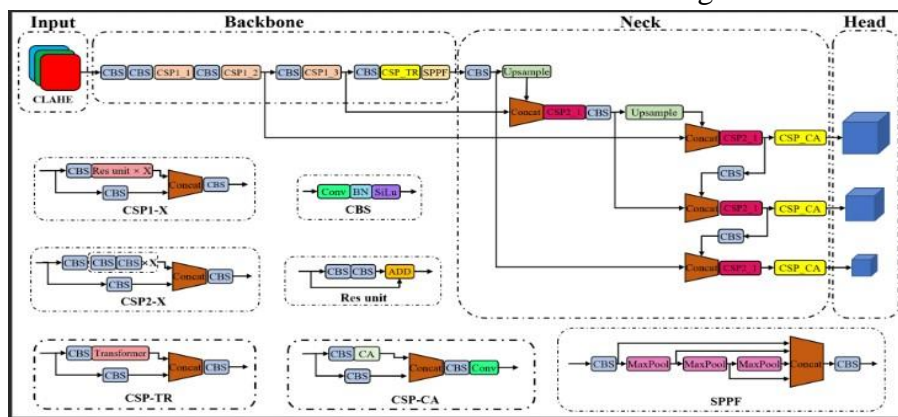 Input Backbone Neck Head
CBS CBS CSP1_1 CBS CSP1_2 CBS CSP1_3 CBS CSP_TR SPPF CBS Upsample
CLAHE
Concat CSP2_1 CBS Upsample
Concat CSP2_1 CSP_CA
CBS
CBS Res unit × X
CBS
Concat CBS
CSP1-X
Conv BN SiLu
CBS
Concat CSP2_1 CSP_CA
CBS
CBS CBS CBS ×X
CBS
Concat CBS
CSP2-X
CBS CBS ADD
Res unit
Concat CSP2_1 CSP_CA
CBS Transformer
CBS
Concat CBS
CSP-TR
CBS CA
CBS
Concat CBS Conv
CSP-CA
CBS MaxPool MaxPool MaxPool Concat CBS
SPPF